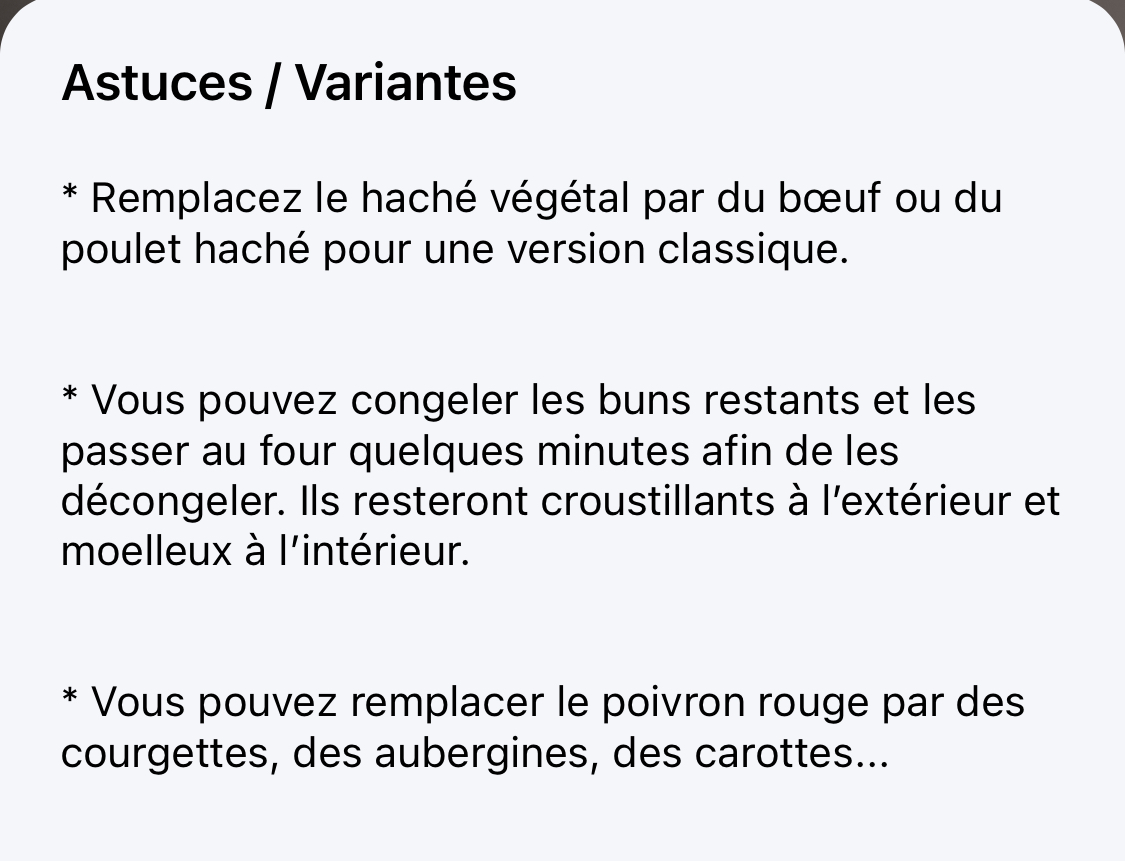 Astuces / Variantes
* Remplacez le haché végétal par du bœuf ou du
poulet haché pour une version classique.
* Vous pouvez congeler les buns restants et les
passer au four quelques minutes afin de les
décongeler. Ils resteront croustillants à l’extérieur et
moelleux à l’intérieur.
* Vous pouvez remplacer le poivron rouge par des
courgettes, des aubergines, des carottes...